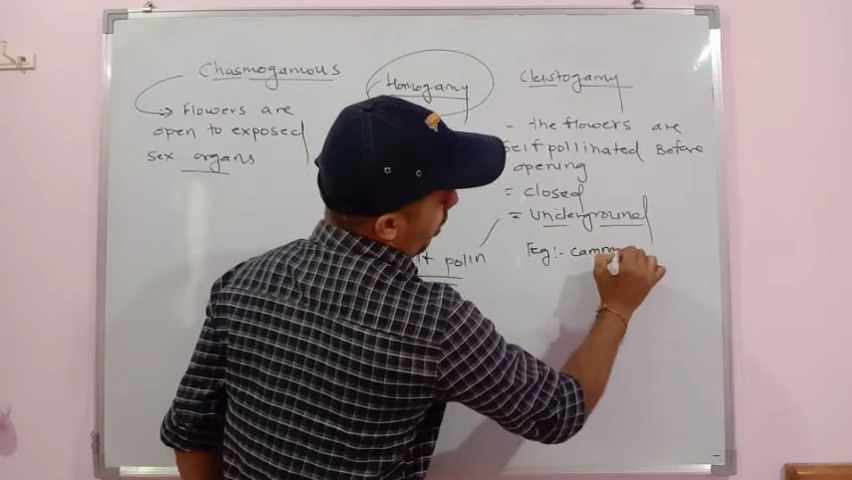 Chasmogamous
Flowers are
open to exposed
sex organs
Homogamy
polin
Cleistogamy
- the flowers are
self pollinated Before
opening
= closed
= underground
Eg:- comm